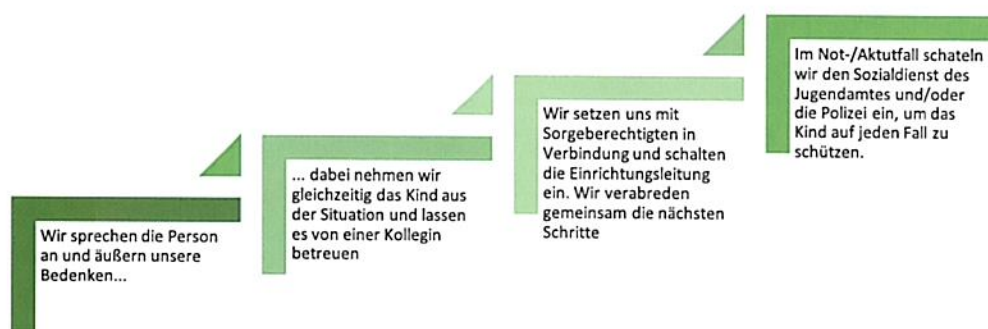 Wir sprechen die Person
an und äußern unsere
Bedenken...
... dabei nehmen wir
gleichzeitig das Kind aus
der Situation und lassen
es von einer Kollegin
betreuen
Wir setzen uns mit
Sorgeberechtigten in
Verbindung und schalten
die Einrichtungsleitung
ein. Wir verabreden
gemeinsam die nächsten
Schritte
Im Not-/Aktutfall schateln
wir den Sozialdienst des
Jugendamtes und/oder
die Polizei ein, um das
Kind auf jeden Fall zu
schützen.